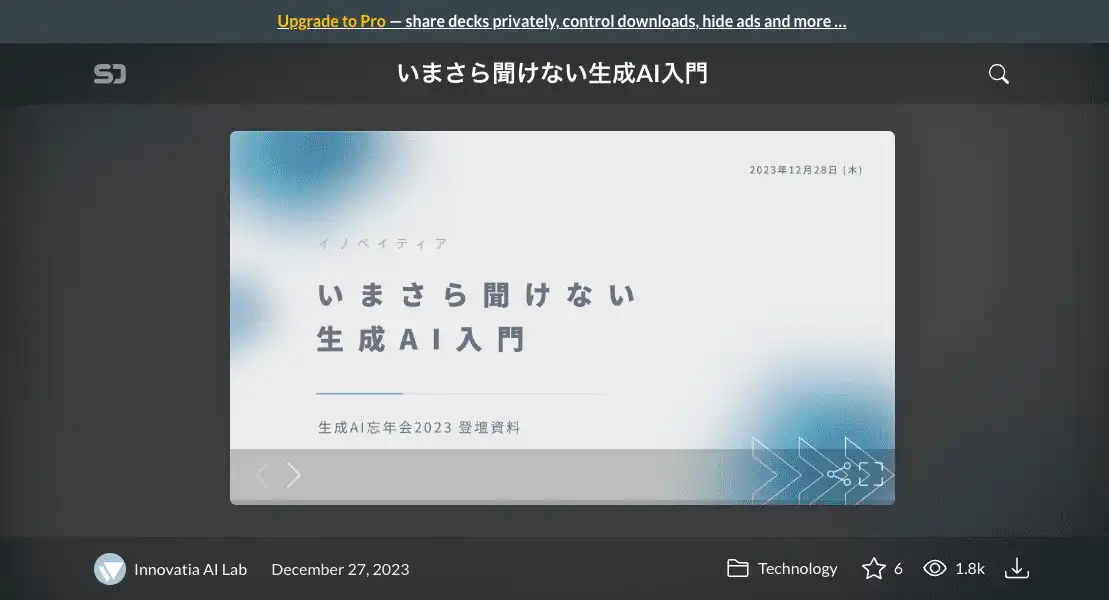 Upgrade to Pro — share decks privately, control downloads, hide ads and more …
SD
いまさら聞けない生成AI入門
2023年12月28日 (木)
イノベイティア
いまさら聞けない
生成AI入門
生成AI忘年会2023 登壇資料
Innovatia AI Lab December 27, 2023 Technology 6 1.8k